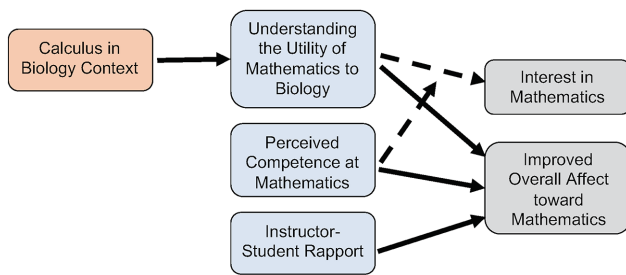 Calculus in
Biology Context
Understanding
the Utility of
Mathematics to
Biology
Perceived
Competence at
Mathematics
Instructor-
Student Rapport
Interest in
Mathematics
Improved
Overall Affect
toward
Mathematics